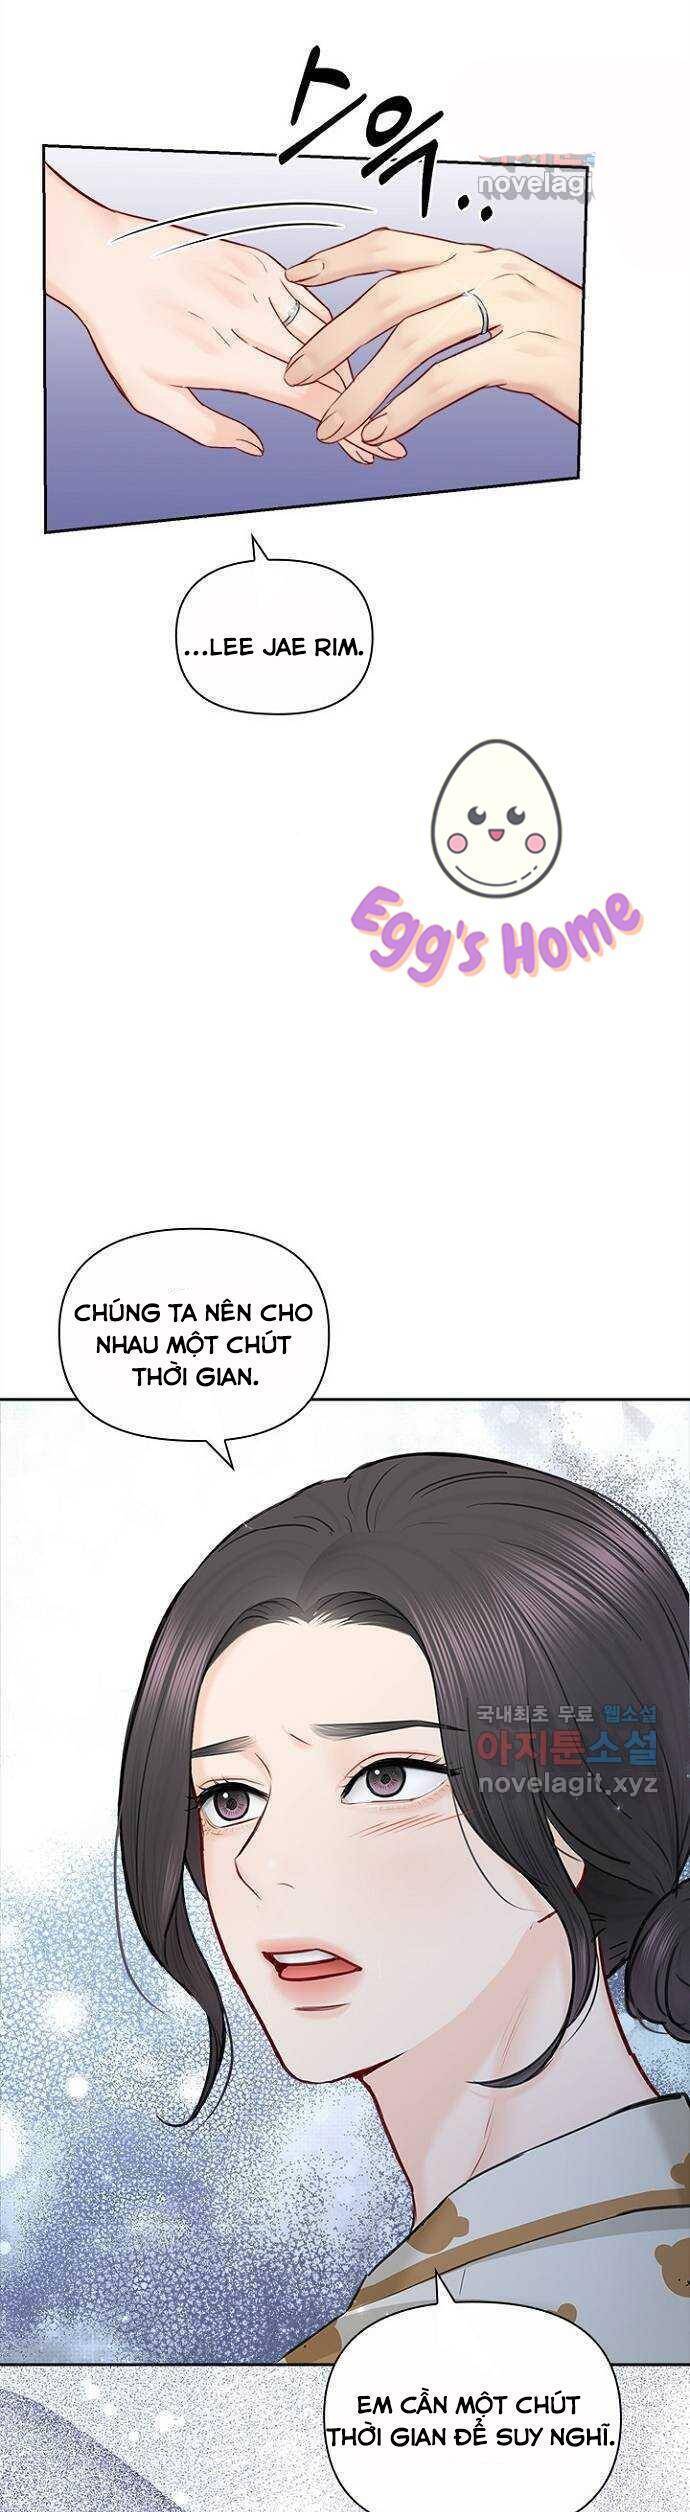 스윽..
novelagi
...LEE JAE RIM.
Egg's Home
CHÚNG TA NÊN CHO
NHAU MỘT CHÚT
THỜI GIAN.
국내최초 무료 웹소설
아지툰소설
novelagit.xyz
EM CẦN MỘT CHÚT
THỜI GIAN ĐỂ SUY NGHĨ.